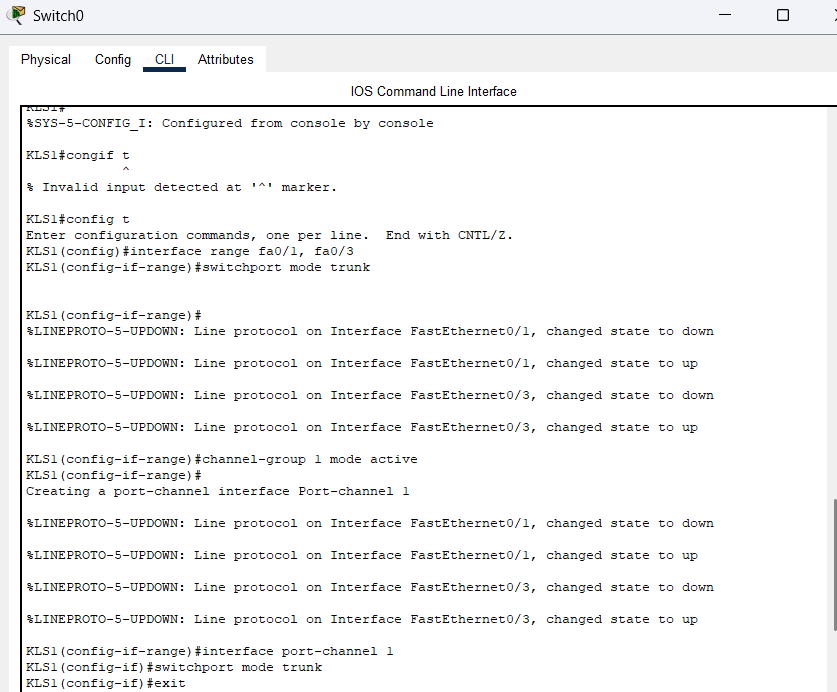 Switch0
Physical Config CLI Attributes
IOS Command Line Interface
KLS1#
%SYS-5-CONFIG_I: Configured from console by console
KLS1#congif t
^
% Invalid input detected at '^' marker.
KLS1#config t
Enter configuration commands, one per line.  End with CNTL/Z.
KLS1(config)#interface range fa0/1, fa0/3
KLS1(config-if-range)#switchport mode trunk
KLS1(config-if-range)#
%LINEPROTO-5-UPDOWN: Line protocol on Interface FastEthernet0/1, changed state to down
%LINEPROTO-5-UPDOWN: Line protocol on Interface FastEthernet0/1, changed state to up
%LINEPROTO-5-UPDOWN: Line protocol on Interface FastEthernet0/3, changed state to down
%LINEPROTO-5-UPDOWN: Line protocol on Interface FastEthernet0/3, changed state to up
KLS1(config-if-range)#channel-group 1 mode active
KLS1(config-if-range)#
Creating a port-channel interface Port-channel 1
%LINEPROTO-5-UPDOWN: Line protocol on Interface FastEthernet0/1, changed state to down
%LINEPROTO-5-UPDOWN: Line protocol on Interface FastEthernet0/1, changed state to up
%LINEPROTO-5-UPDOWN: Line protocol on Interface FastEthernet0/3, changed state to down
%LINEPROTO-5-UPDOWN: Line protocol on Interface FastEthernet0/3, changed state to up
KLS1(config-if-range)#interface port-channel 1
KLS1(config-if)#switchport mode trunk
KLS1(config-if)#exit